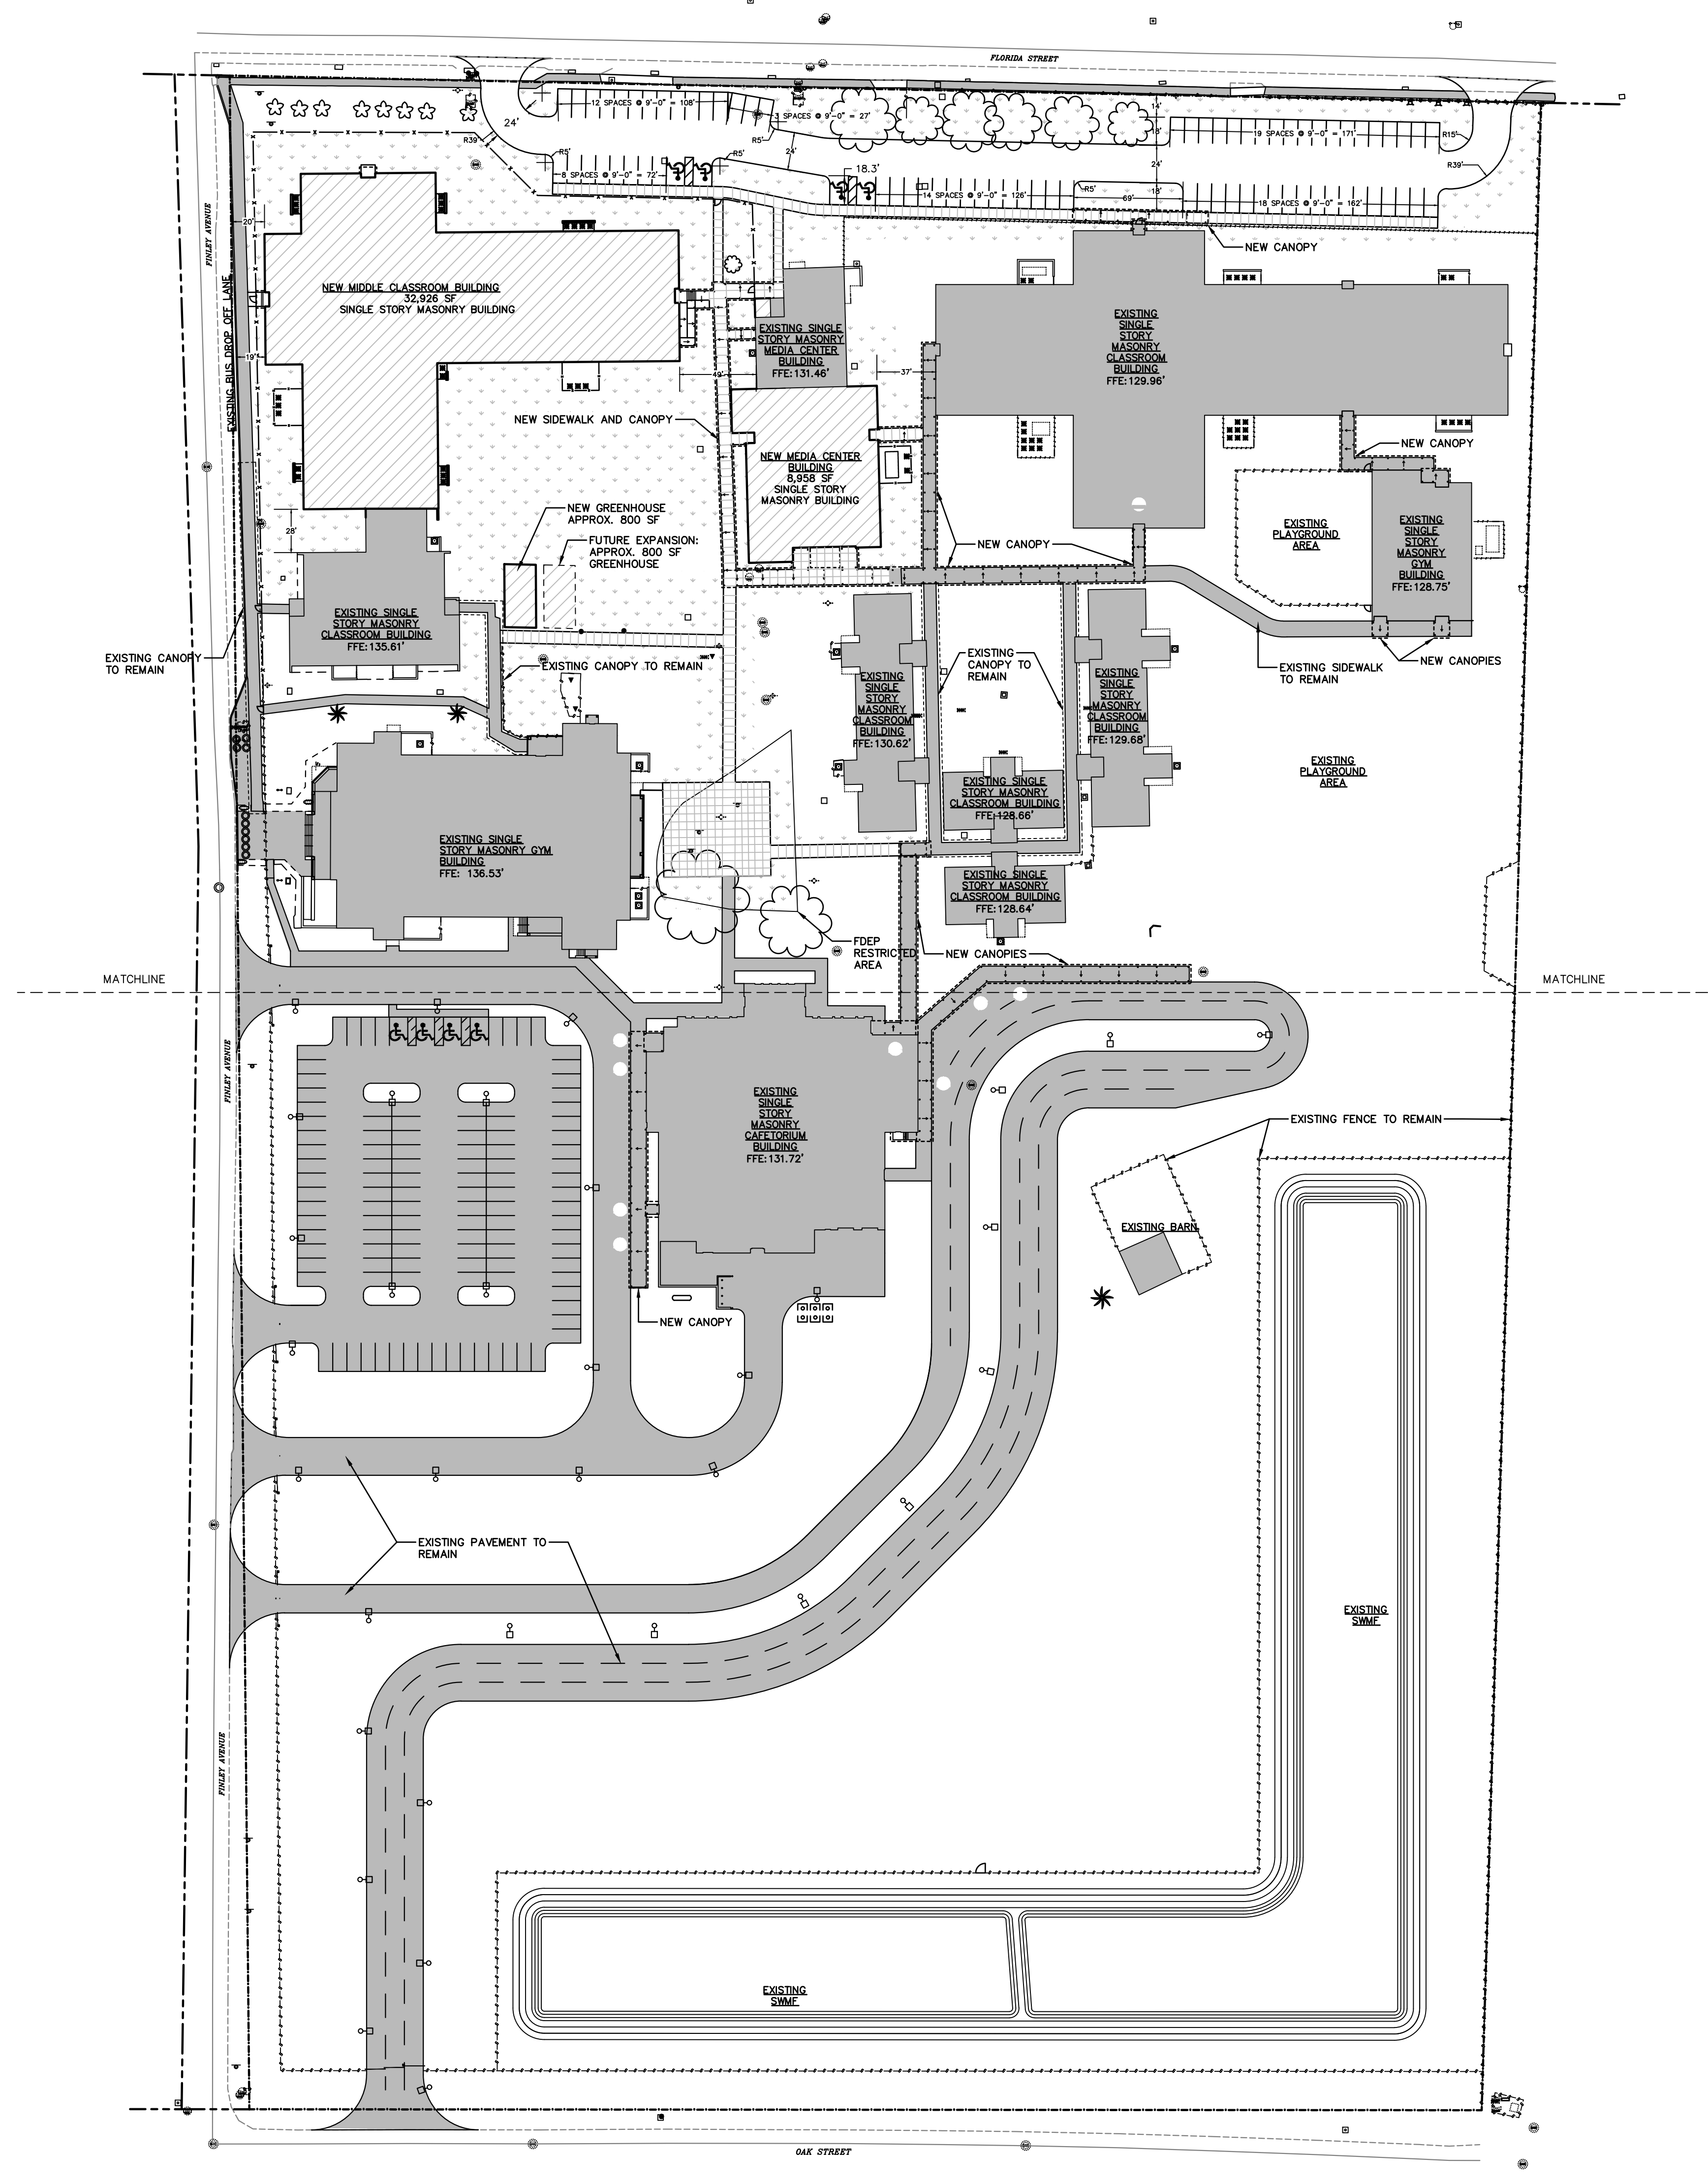 FLORIDA STREET
12 SPACES @ 9'-0" = 108'
3 SPACES @ 9'-0" = 27'
14'
24'
R39'
R5'
R5'
R5'
24'
18'
19 SPACES @ 9'-0" = 171'
R15'
24'
R39'
8 SPACES @ 9'-0" = 72'
18.3'
14 SPACES @ 9'-0" = 126'
R5'
18'
69'
18 SPACES @ 9'-0" = 162'
FINLEY AVENUE
20'
NEW CANOPY
EXISTING BUS DROP OFF LANE
NEW MIDDLE CLASSROOM BUILDING
32,926 SF
SINGLE STORY MASONRY BUILDING
19'
EXISTING SINGLE
STORY MASONRY
MEDIA CENTER
BUILDING
FFE:131.46'
EXISTING
SINGLE
STORY
MASONRY
CLASSROOM
BUILDING
FFE:129.96'
49'
37'
NEW SIDEWALK AND CANOPY
NEW MEDIA CENTER
BUILDING
8,958 SF
SINGLE STORY
MASONRY BUILDING
NEW CANOPY
NEW GREENHOUSE
APPROX. 800 SF
FUTURE EXPANSION:
APPROX. 800 SF
GREENHOUSE
28'
NEW CANOPY
EXISTING
PLAYGROUND
AREA
EXISTING
SINGLE
STORY
MASONRY
GYM
BUILDING
FFE:128.75'
EXISTING SINGLE
STORY MASONRY
CLASSROOM BUILDING
FFE:135.61'
EXISTING CANOPY
TO REMAIN
EXISTING CANOPY TO REMAIN
EXISTING
CANOPY TO
REMAIN
EXISTING SIDEWALK
TO REMAIN
NEW CANOPIES
EXISTING
SINGLE
STORY
MASONRY
CLASSROOM
BUILDING
FFE:130.62'
EXISTING
SINGLE
STORY
MASONRY
CLASSROOM
BUILDING
FFE:129.68'
EXISTING
PLAYGROUND
AREA
EXISTING SINGLE
STORY MASONRY
CLASSROOM BUILDING
FFE:128.66'
EXISTING SINGLE
STORY MASONRY GYM
BUILDING
FFE: 136.53'
EXISTING SINGLE
STORY MASONRY
CLASSROOM BUILDING
FFE:128.64'
FDEP
RESTRICTED
AREA
NEW CANOPIES
MATCHLINE
MATCHLINE
FINLEY AVENUE
EXISTING
SINGLE
STORY
MASONRY
CAFETORIUM
BUILDING
FFE:131.72'
EXISTING FENCE TO REMAIN
EXISTING BARN
NEW CANOPY
EXISTING PAVEMENT TO
REMAIN
EXISTING
SWMF
FINLEY AVENUE
EXISTING
SWMF
OAK STREET